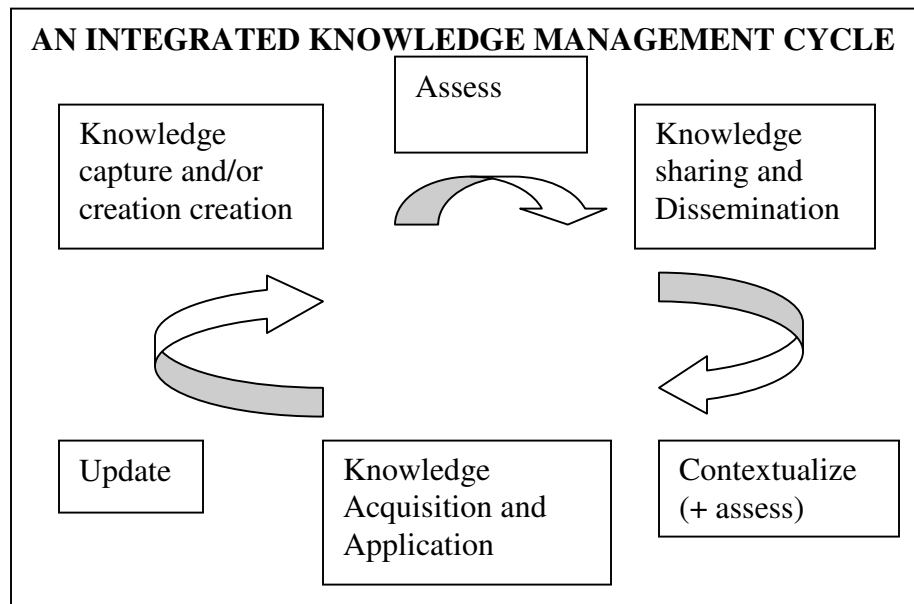 AN INTEGRATED KNOWLEDGE MANAGEMENT CYCLE
Assess
Knowledge
capture and/or
creation creation
Knowledge
sharing and
Dissemination
Update
Knowledge
Acquisition and
Application
Contextualize
(+ assess)